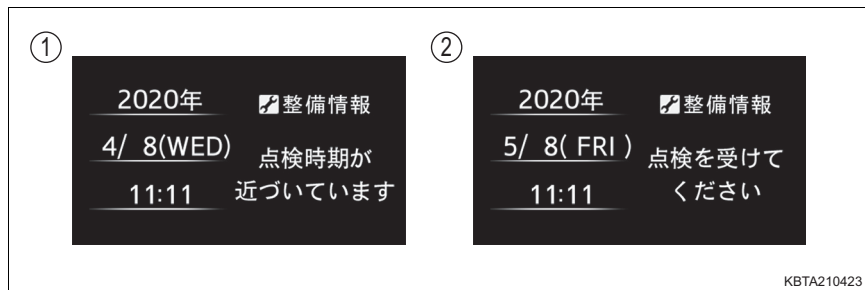 ①
2020年
4/ 8(WED)
11:11
整備情報
点検時期が
近づいています
②
2020年
5/ 8( FRI )
11:11
整備情報
点検を受けて
ください
KBTA210423